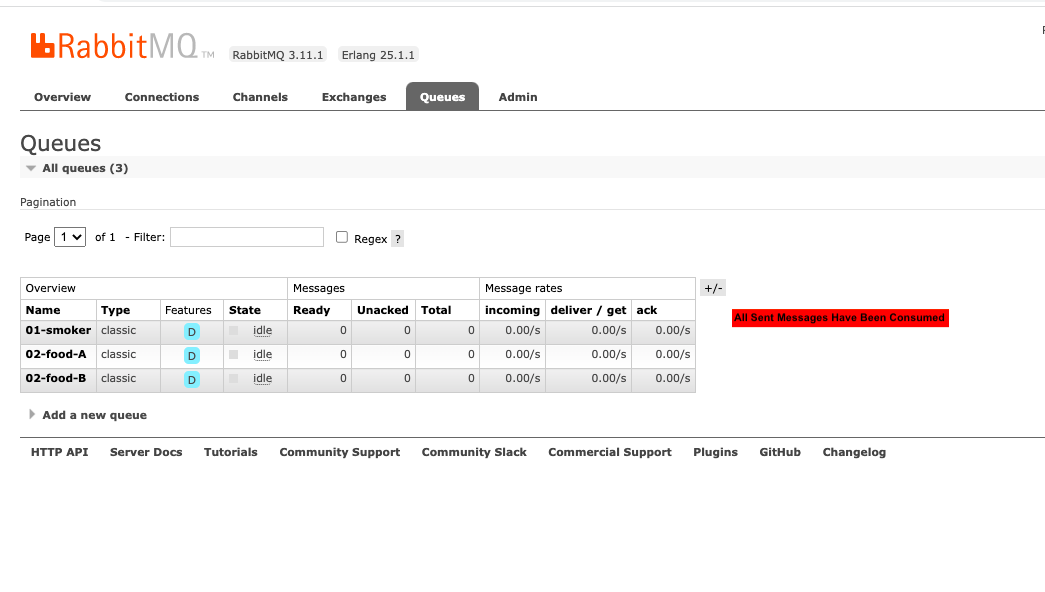 RabbitMQ TM RabbitMQ 3.11.1 Erlang 25.1.1
Overview Connections Channels Exchanges Queues Admin
Queues
All queues (3)
Pagination
Page 1 of 1 - Filter: Regex ?
Overview Messages Message rates +/-
Name Type Features State Ready Unacked Total incoming deliver / get ack
All Sent Messages Have Been Consumed
01-smoker classic D idle 0 0 0 0.00/s 0.00/s 0.00/s
02-food-A classic D idle 0 0 0 0.00/s 0.00/s 0.00/s
02-food-B classic D idle 0 0 0 0.00/s 0.00/s 0.00/s
Add a new queue
HTTP API Server Docs Tutorials Community Support Community Slack Commercial Support Plugins GitHub Changelog